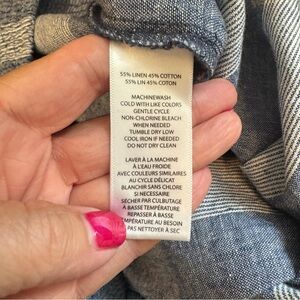 55% LINEN 45% COTTON
55% LIN 45% COTON
MACHINEWASH
COLD WITH LIKE COLORS
GENTLE CYCLE
NON-CHLORINE BLEACH
WHEN NEEDED
TUMBLE DRY LOW
COOL IRON IF NEEDED
DO NOT DRY CLEAN
LAVER À LA MACHINE
À L'EAU FROIDE
AVEC COULEURS SIMILAIRES
AU CYCLE DÉLICAT
BLANCHIR SANS CHLORE
SI NECESSAIRE
SÉCHER PAR CULBUTAGE
À BASSE TEMPÉRATURE
REPASSER À BASSE
TEMPÉRATURE AU BESOIN
PAS NETTOYER À SEC